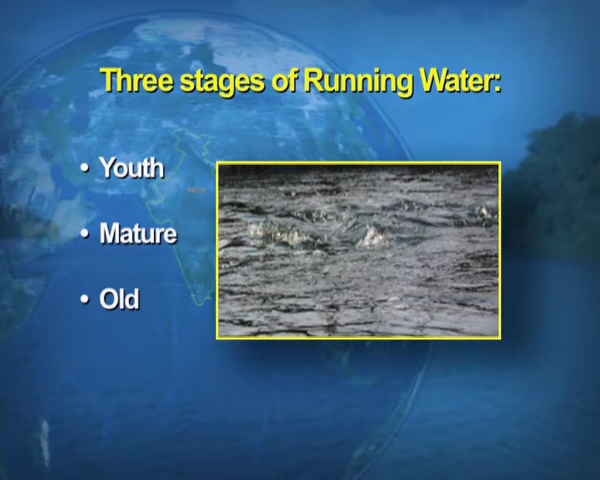 Three stages of Running Water:
• Youth
• Mature
• Old